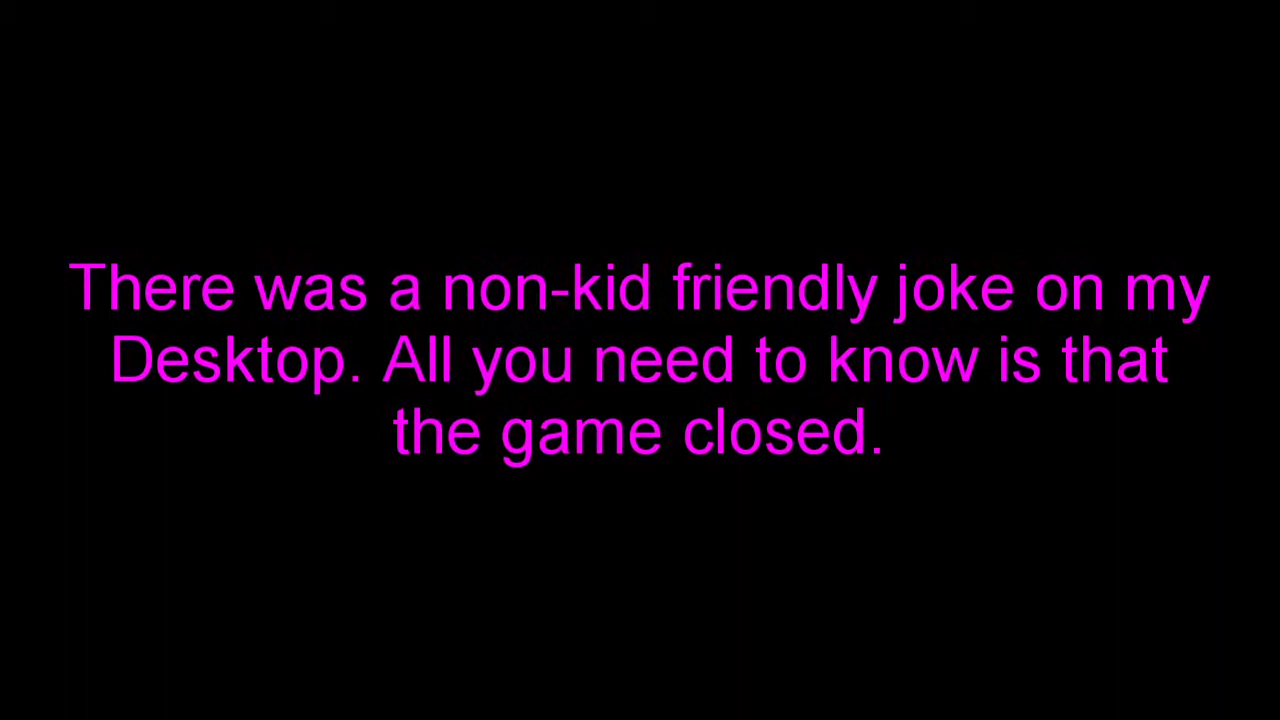 There was a non-kid friendly joke on my
Desktop. All you need to know is that
the game closed.